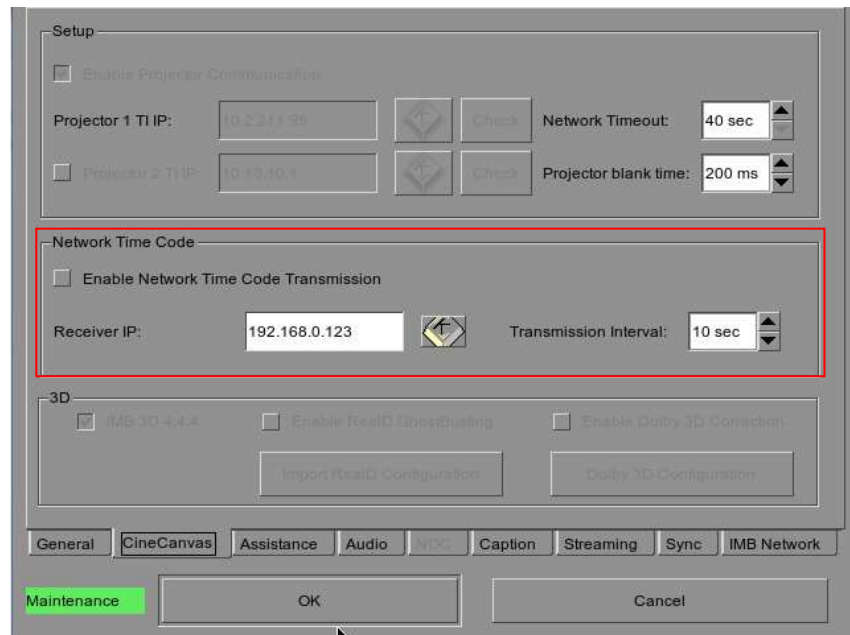 Setup
Enable Projector Communication
Projector 1 TI IP: 10.2.211.95 Check Network Timeout: 40 sec
Projector 2 TI IP 10.10.10.1 Check Projector blank time: 200 ms
Network Time Code
Enable Network Time Code Transmission
Receiver IP: 192.168.0.123 Transmission Interval: 10 sec
3D
IMB 3D 4:4:4 Enable RealD GhostBusting Enable Dolby 3D Correction
Import RealD Configuration Dolby 3D Configuration
General CineCanvas Assistance Audio NOC Caption Streaming Sync IMB Network
Maintenance OK Cancel